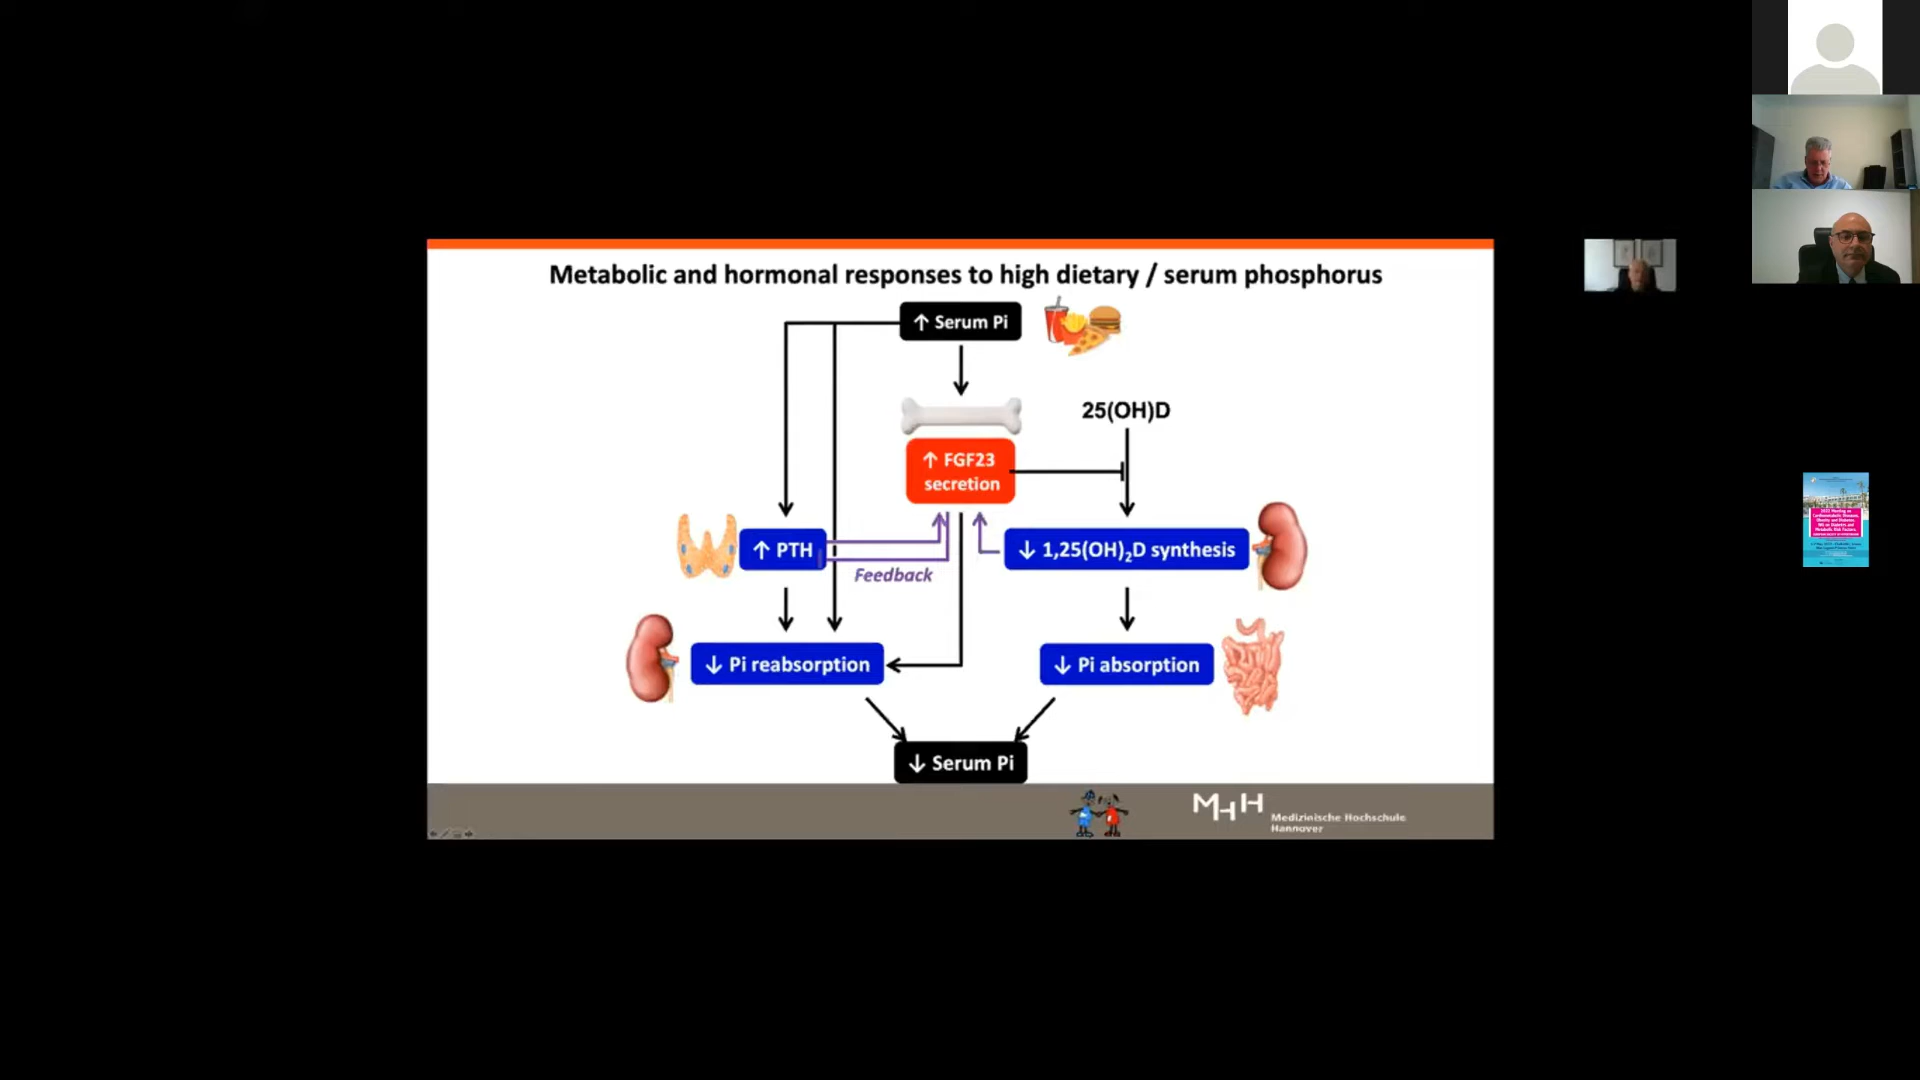 Metabolic and hormonal responses to high dietary / serum phosphorus
↑ Serum Pi
25(OH)D
↑ FGF23
secretion
↑ PTH
↓ 1,25(OH)₂D synthesis
Feedback
↓ Pi reabsorption
↓ Pi absorption
↓ Serum Pi
MHH
Medizinische Hochschule
Hannover